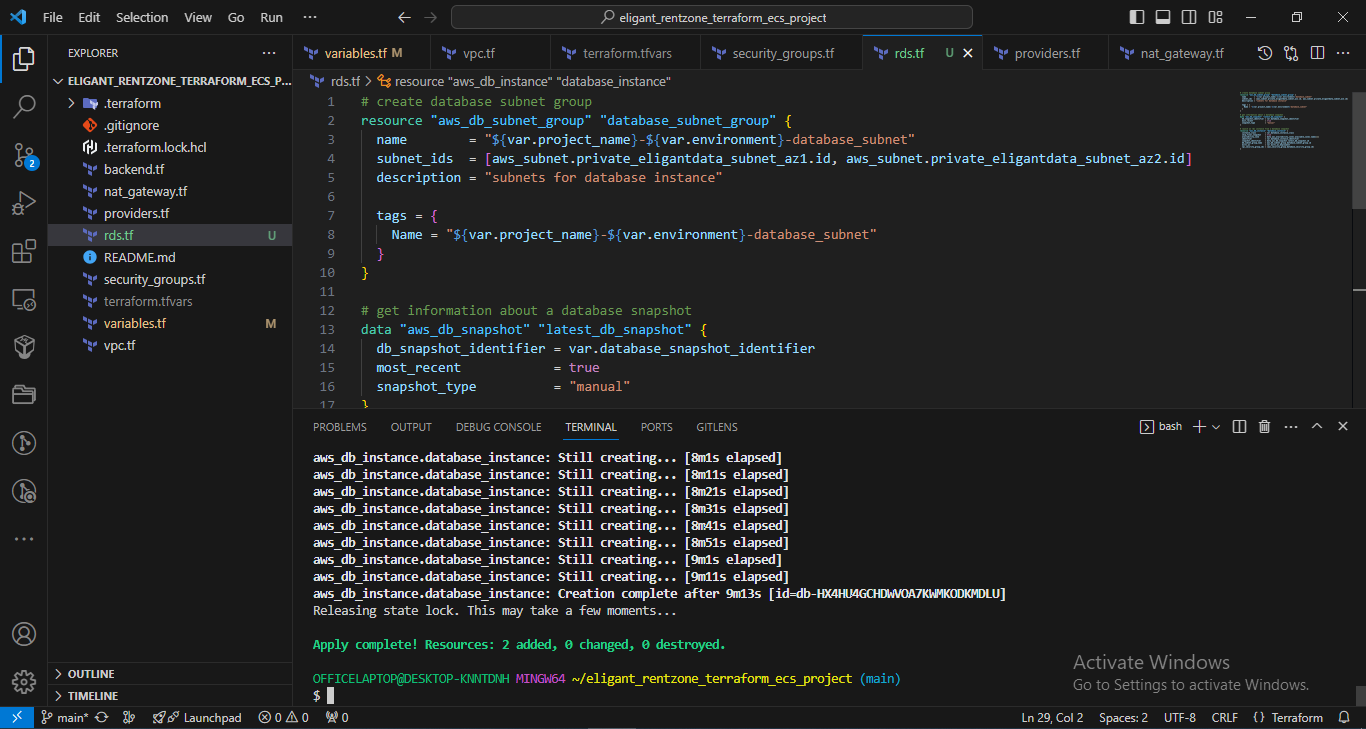 File Edit Selection View Go Run ···
eligant_rentzone_terraform_ecs_project
EXPLORER
ELIGANT_RENTZONE_TERRAFORM_ECS_P...
.terraform
.gitignore
.terraform.lock.hcl
backend.tf
nat_gateway.tf
providers.tf
rds.tf U
README.md
security_groups.tf
terraform.tfvars
variables.tf M
vpc.tf
OUTLINE
TIMELINE
2
variables.tf M vpc.tf terraform.tfvars security_groups.tf rds.tf U providers.tf nat_gateway.tf
rds.tf > resource "aws_db_instance" "database_instance"
1 # create database subnet group
2 resource "aws_db_subnet_group" "database_subnet_group" {
3 name = "${var.project_name}-${var.environment}-database_subnet"
4 subnet_ids = [aws_subnet.private_eligantdata_subnet_az1.id, aws_subnet.private_eligantdata_subnet_az2.id]
5 description = "subnets for database instance"
6
7 tags = {
8 Name = "${var.project_name}-${var.environment}-database_subnet"
9 }
10 }
11
12 # get information about a database snapshot
13 data "aws_db_snapshot" "latest_db_snapshot" {
14 db_snapshot_identifier = var.database_snapshot_identifier
15 most_recent = true
16 snapshot_type = "manual"
17 }
PROBLEMS OUTPUT DEBUG CONSOLE TERMINAL PORTS GITLENS
bash
aws_db_instance.database_instance: Still creating... [8m1s elapsed]
aws_db_instance.database_instance: Still creating... [8m11s elapsed]
aws_db_instance.database_instance: Still creating... [8m21s elapsed]
aws_db_instance.database_instance: Still creating... [8m31s elapsed]
aws_db_instance.database_instance: Still creating... [8m41s elapsed]
aws_db_instance.database_instance: Still creating... [8m51s elapsed]
aws_db_instance.database_instance: Still creating... [9m1s elapsed]
aws_db_instance.database_instance: Still creating... [9m11s elapsed]
aws_db_instance.database_instance: Creation complete after 9m13s [id=db-HX4HU4GCHDWVOA7KWMKODKMDLU]
Releasing state lock. This may take a few moments...
Apply complete! Resources: 2 added, 0 changed, 0 destroyed.
OFFICELAPTOP@DESKTOP-KNNTDNH MINGW64 ~/eligant_rentzone_terraform_ecs_project (main)
$
Activate Windows
Go to Settings to activate Windows.
main* Launchpad 0 0 0 Ln 29, Col 2 Spaces: 2 UTF-8 CRLF {} Terraform